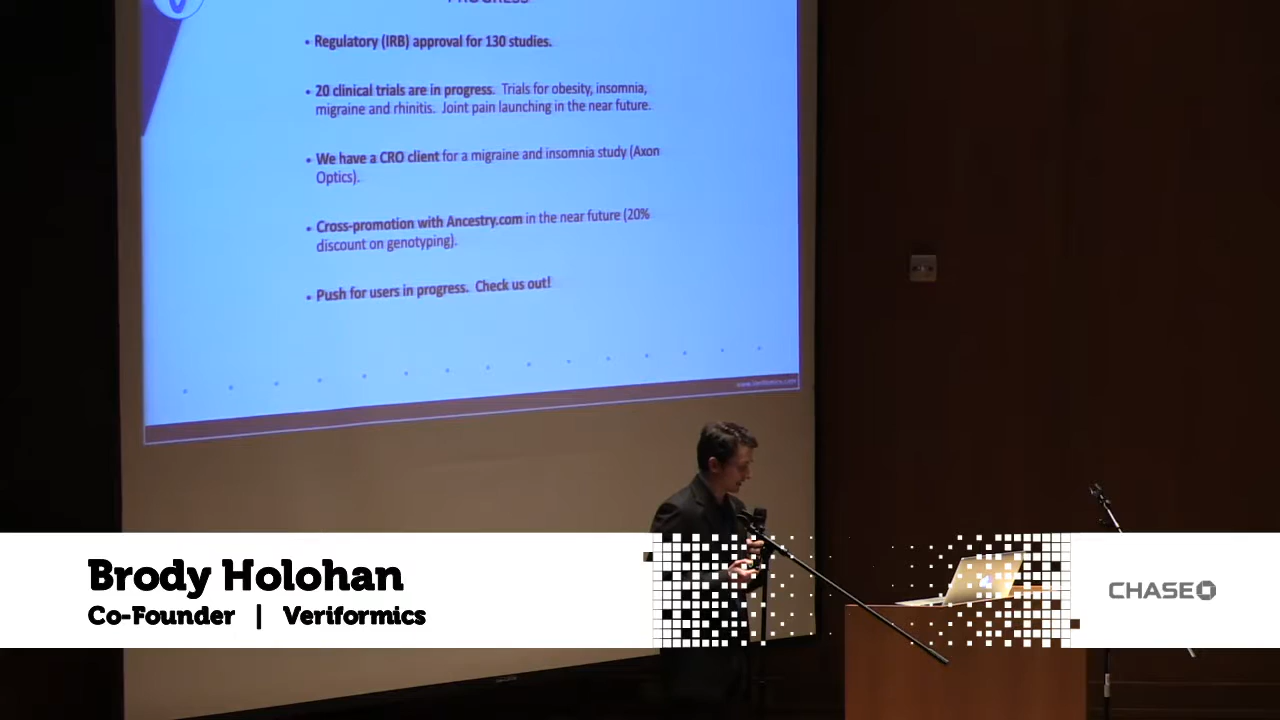 PROGRESS
• Regulatory (IRB) approval for 130 studies.
• 20 clinical trials are in progress. Trials for obesity, insomnia,
migraine and rhinitis. Joint pain launching in the near future.
• We have a CRO client for a migraine and insomnia study (Axon
Optics).
• Cross-promotion with Ancestry.com in the near future (20%
discount on genotyping).
• Push for users in progress. Check us out!
Brody Holohan
Co-Founder | Veriformics
CHASE